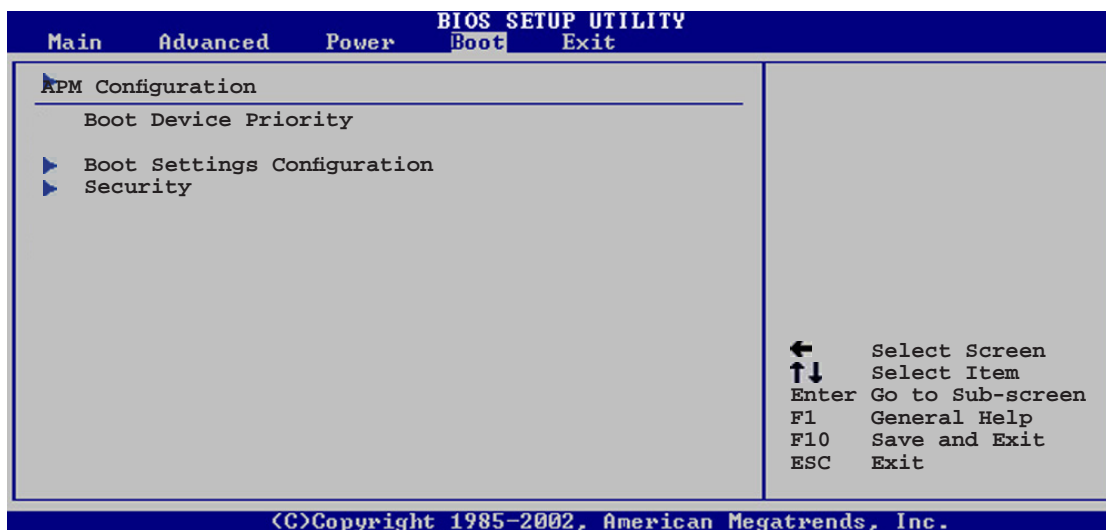 BIOS SETUP UTILITY
Main Advanced Power Boot Exit
APM Configuration
Boot Device Priority
Boot Settings Configuration
Security
← Select Screen
↑↓ Select Item
Enter Go to Sub-screen
F1 General Help
F10 Save and Exit
ESC Exit
(C)Copyright 1985-2002, American Megatrends, Inc.